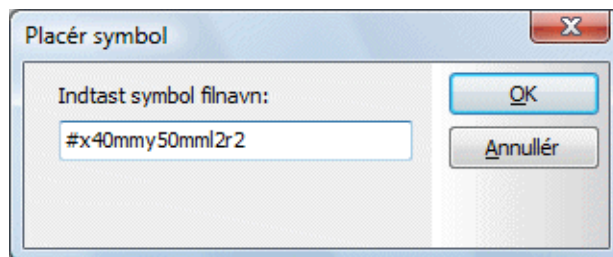 Placér symbol
Indtast symbol filnavn:
#x40mmy50mml2r2
OK
Annullér